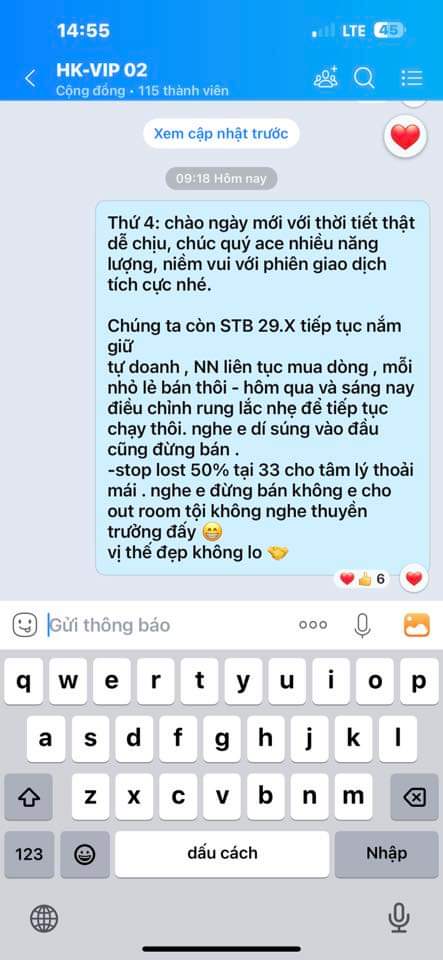 14:55
LTE 45
HK-VIP 02
Cộng đồng • 115 thành viên
Xem cập nhật trước
09:18 Hôm nay
Thứ 4: chào ngày mới với thời tiết thật
dễ chịu, chúc quý ace nhiều năng
lượng, niềm vui với phiên giao dịch
tích cực nhé.
Chúng ta còn STB 29.X tiếp tục nắm
giữ
tự doanh , NN liên tục mua dòng , mỗi
nhỏ lẻ bán thôi - hôm qua và sáng nay
điều chỉnh rung lắc nhẹ để tiếp tục
chạy thôi. nghe e dí súng vào đầu
cũng đừng bán .
-stop lost 50% tại 33 cho tâm lý thoải
mái . nghe e đừng bán không e cho
out room tội không nghe thuyền
trưởng đấy 😁
vị thế đẹp không lo 🤝
❤️👍 6
Gửi thông báo
q w e r t y u i o p
a s d f g h j k l
z x c v b n m
123 dấu cách Nhập